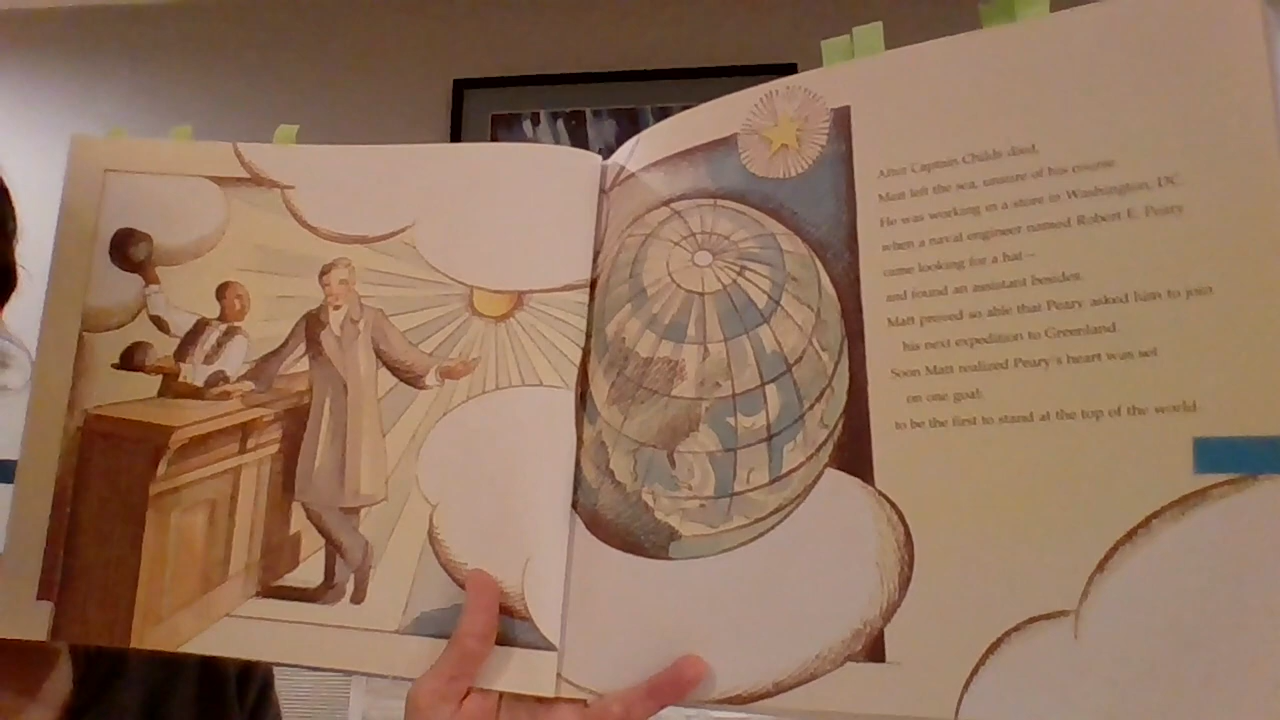 After Captain Childs died,
Matt left the sea, unsure of his course.
He was working in a store in Washington, DC
when a naval engineer named Robert E. Peary
came looking for a hat –
and found an assistant besides.
Matt proved so able that Peary asked him to join
his next expedition to Greenland.
Soon Matt realized Peary's heart was set
on one goal:
to be the first to stand at the top of the world.